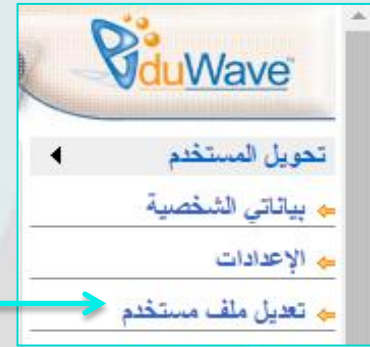 EduWave
تحويل المستخدم
بياناتي الشخصية
الإعدادات
تعديل ملف مستخدم